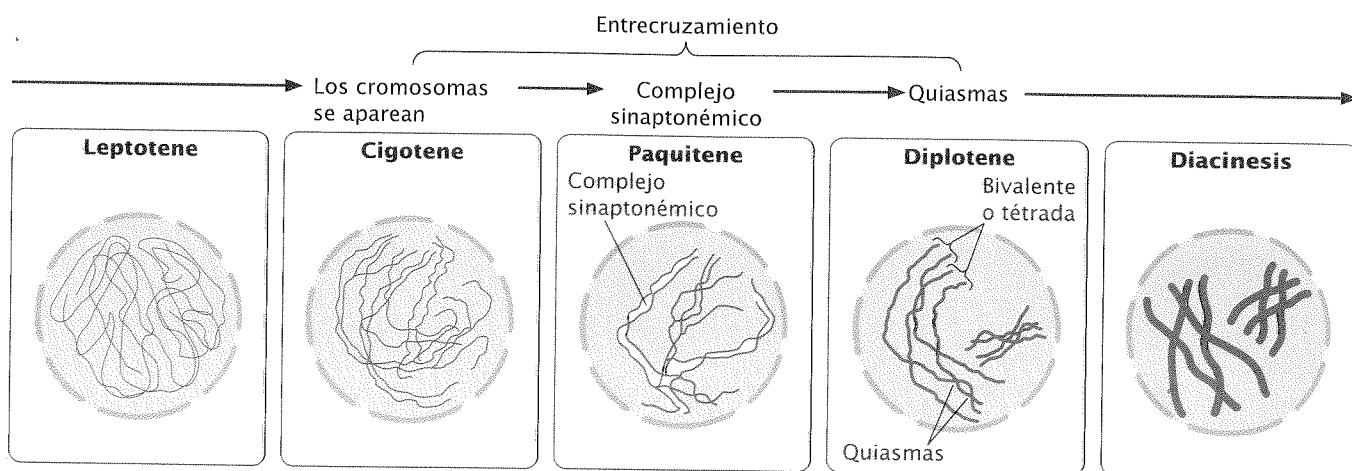 Entrecruzamiento
Los cromosomas
se aparean
Complejo
sinaptonémico
Quiasmas
Leptotene
Cigotene
Paquitene
Complejo
sinaptonémico
Diplotene
Bivalente
o tétrada
Quiasmas
Diacinesis